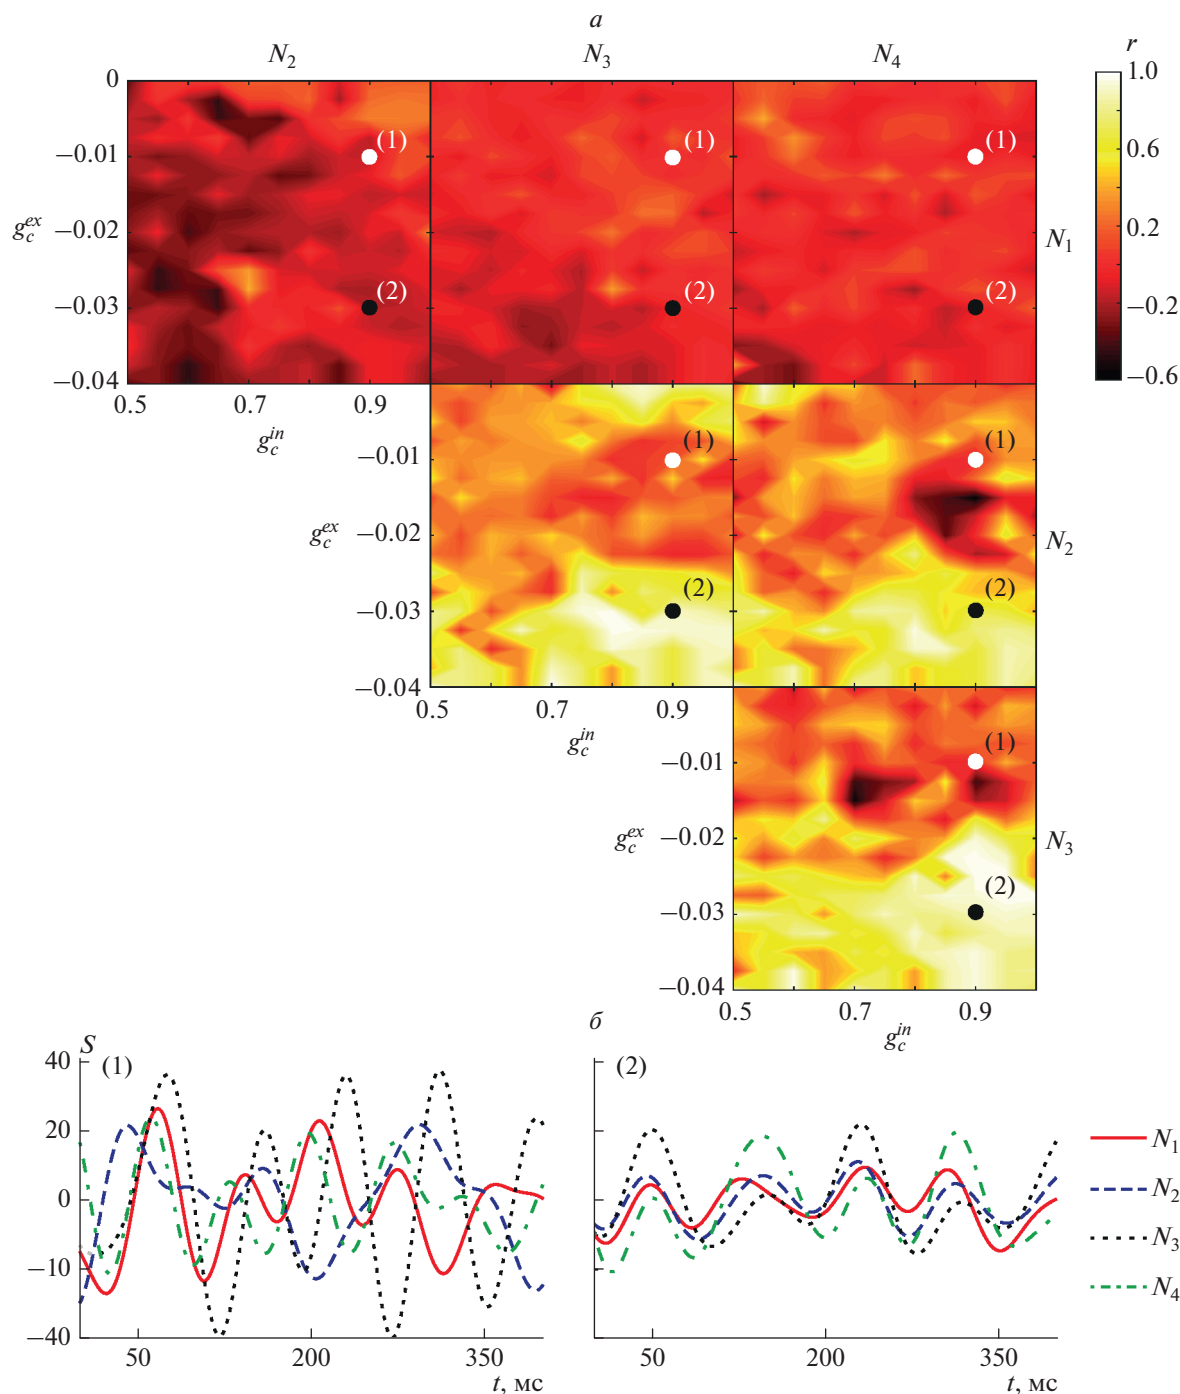 а
N₂ N₃ N₄ r
0 1.0
(1) (1) (1)
−0.01 0.6
g_c^{ex} −0.02 N₁ 0.2
(2) (2) (2)
−0.03 −0.2
−0.04 −0.6
0.5 0.7 0.9
g_c^{in}
(1) (1)
−0.01
g_c^{ex} −0.02 N₂
(2) (2)
−0.03
−0.04
0.5 0.7 0.9
g_c^{in}
(1)
−0.01
g_c^{ex} −0.02 N₃
(2)
−0.03
−0.04
0.5 0.7 0.9
g_c^{in}
б
S
40 (1) (2)
20 N₁
0 N₂
−10 N₃
−40 N₄
50 200 350 50 200 350
t, мс t, мс